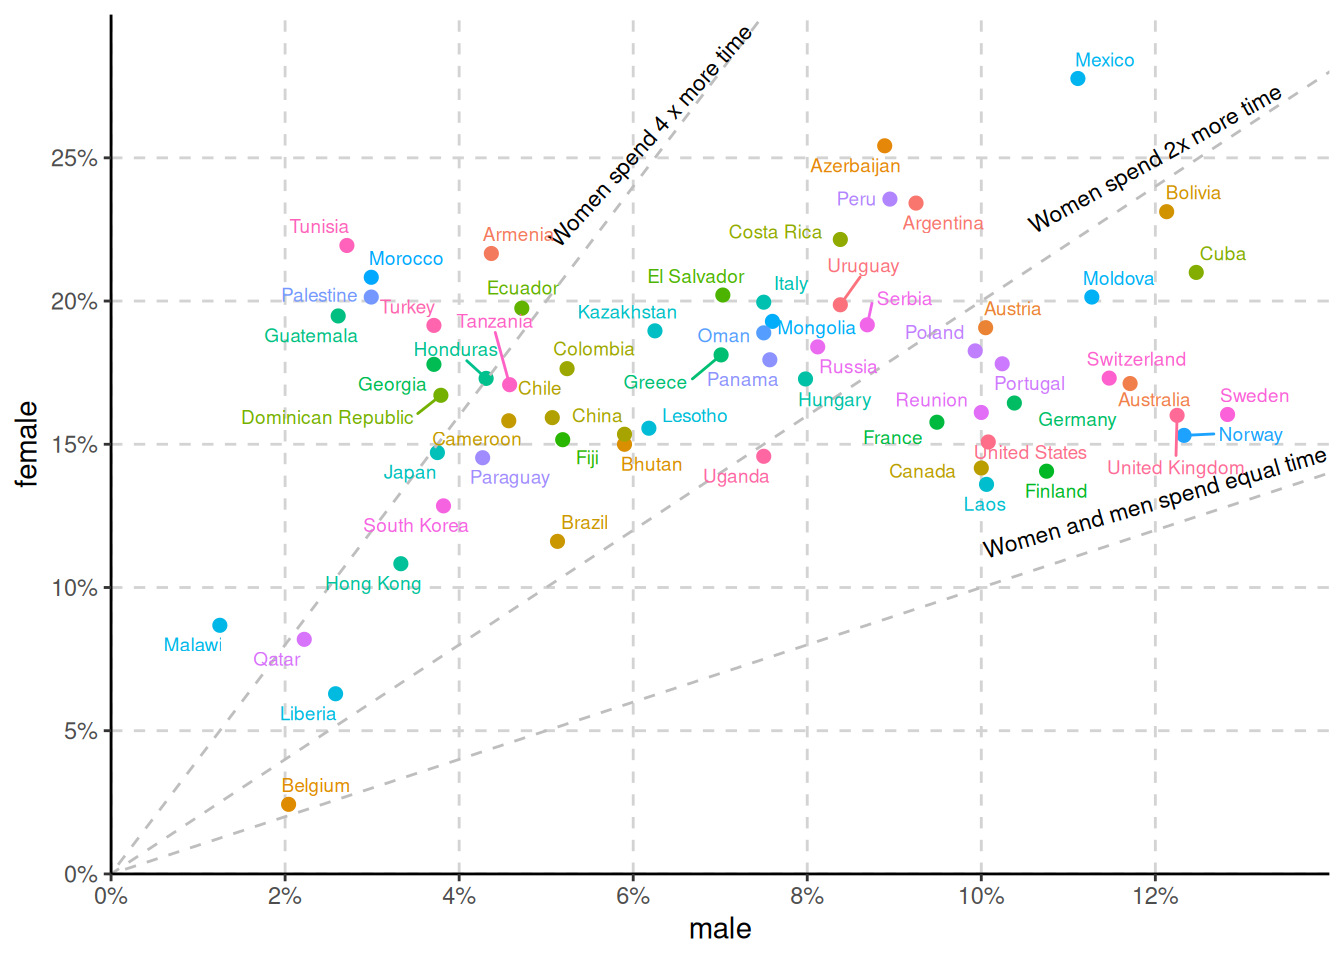 Women spend 4 x more time
Mexico
Women spend 2x more time
25%
Azerbaijan
Bolivia
Peru
Argentina
Tunisia
Armenia
Costa Rica
Morocco
Uruguay
Cuba
El Salvador
Italy
Moldova
Palestine
Ecuador
20%
Turkey
Tanzania
Kazakhstan
Serbia
Austria
Guatemala
Oman
Mongolia
Poland
Honduras
Colombia
Switzerland
Georgia
Chile
Greece
Panama
Russia
Portugal
Dominican Republic
China
Lesotho
Hungary
Reunion
Germany
Australia
Sweden
15%
Cameroon
France
Norway
Japan
Paraguay
Fiji
Bhutan
Uganda
United States
Canada
United Kingdom
Laos
Finland
Women and men spend equal time
South Korea
Brazil
10%
Hong Kong
Malawi
Qatar
Liberia
5%
Belgium
0%
female
0%
2%
4%
6%
8%
10%
12%
male